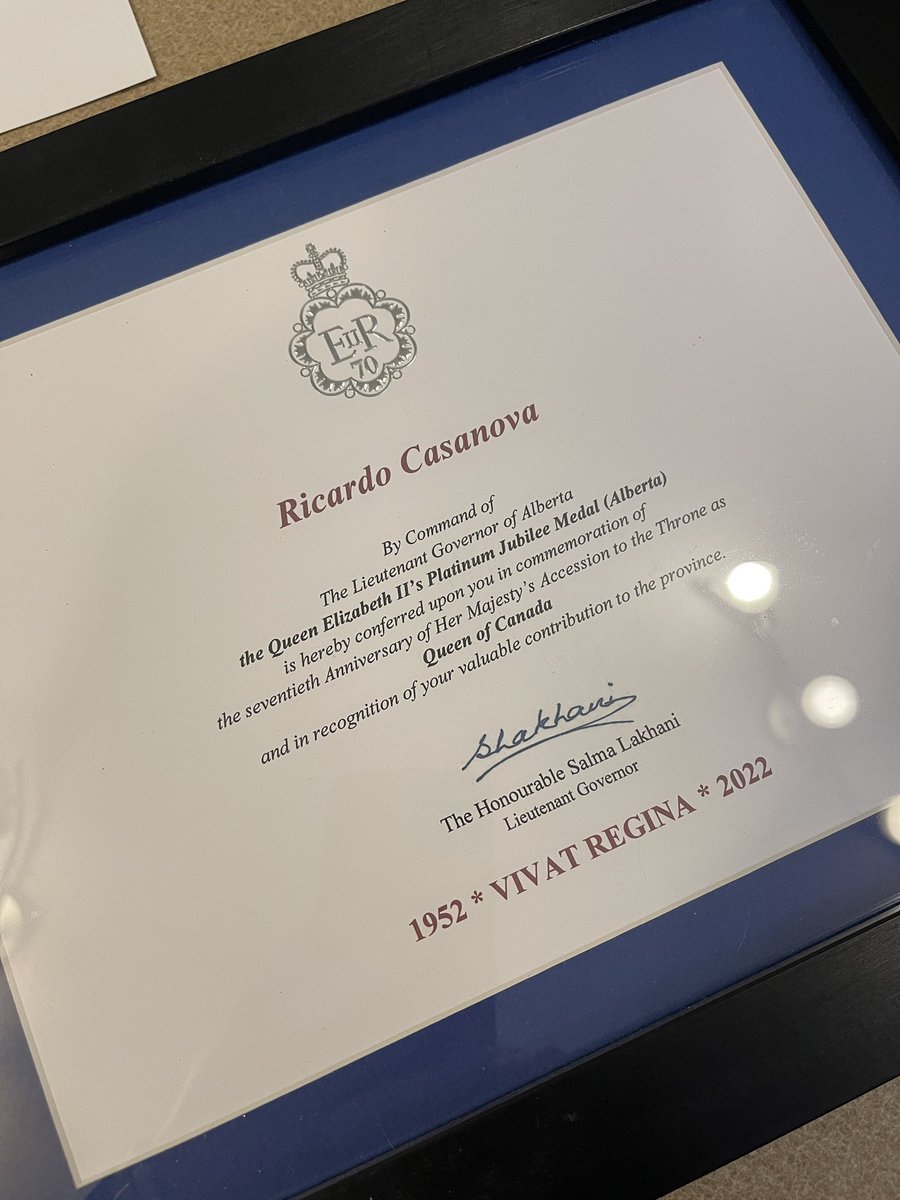 EIIR
70
Ricardo Casanova
By Command of
The Lieutenant Governor of Alberta
the Queen Elizabeth II's Platinum Jubilee Medal (Alberta)
is hereby conferred upon you in commemoration of
the seventieth Anniversary of Her Majesty's Accession to the Throne as
Queen of Canada
and in recognition of your valuable contribution to the province.
SLakhani
The Honourable Salma Lakhani
Lieutenant Governor
1952 * VIVAT REGINA * 2022